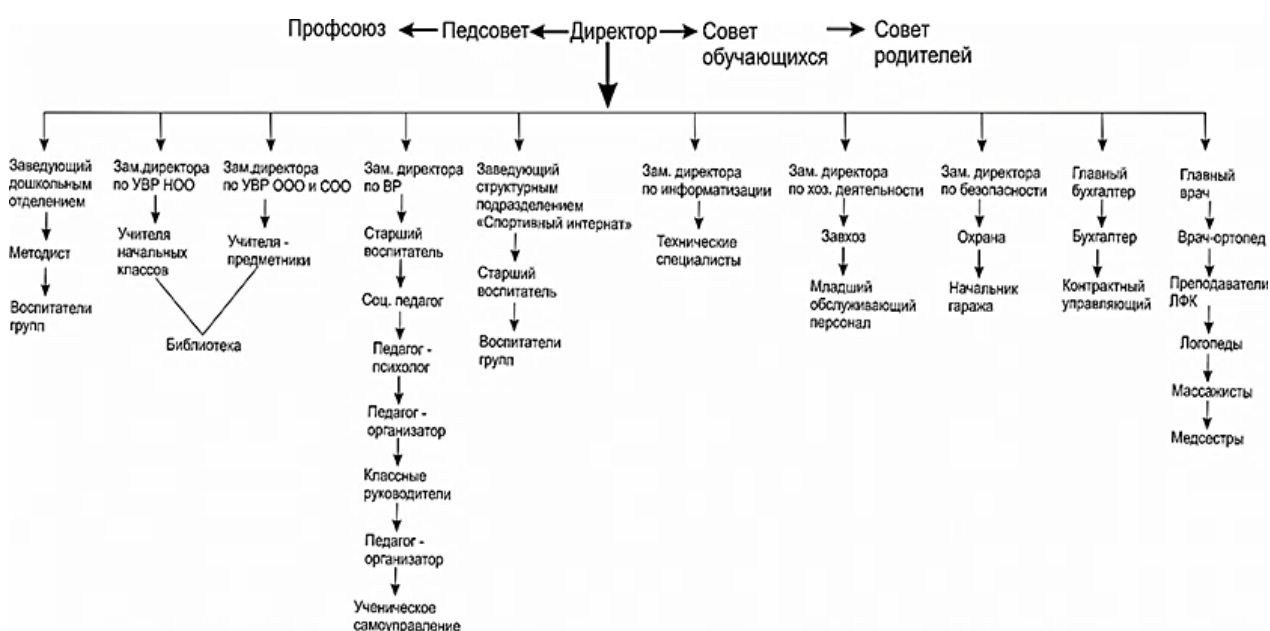 Профсоюз
Педсовет
Директор
Совет
обучающихся
Совет
родителей
Заведующий
дошкольным
отделением
Методист
Воспитатели
групп
Зам.директора
по УВР НОО
Учителя
начальных
классов
Зам.директора
по УВР ООО и СОО
Учителя -
предметники
Библиотека
Зам. директора
по ВР
Старший
воспитатель
Соц. педагог
Педагог -
психолог
Педагог -
организатор
Классные
руководители
Педагог -
организатор
Ученическое
самоуправление
Заведующий
структурным
подразделением
«Спортивный интернат»
Старший
воспитатель
Воспитатели
групп
Зам. директора
по информатизации
Технические
специалисты
Зам. директора
по хоз. деятельности
Завхоз
Младший
обслуживающий
персонал
Зам. директора
по безопасности
Охрана
Начальник
гаража
Главный
бухгалтер
Бухгалтер
Контрактный
управляющий
Главный
врач
Врач-ортопед
Преподаватели
ЛФК
Логопеды
Массажисты
Медсестры